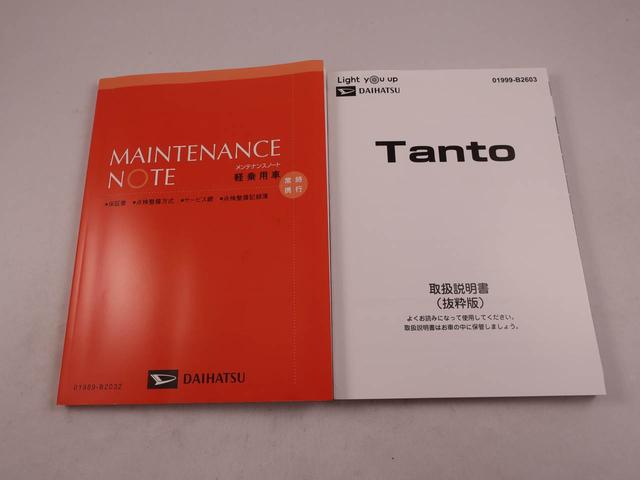 MAINTENANCE
NOTE
メンテナンスノート
軽乗用車
常時
携行
●保証書 ●点検整備方式 ●サービス網 ●点検整備記録簿
01989-B2032
DAIHATSU
Light you up
DAIHATSU
01999-B2603
Tanto
取扱説明書
(抜粋版)
よくお読みになって使用してください。
取扱説明書はお車の中に保管しましょう。